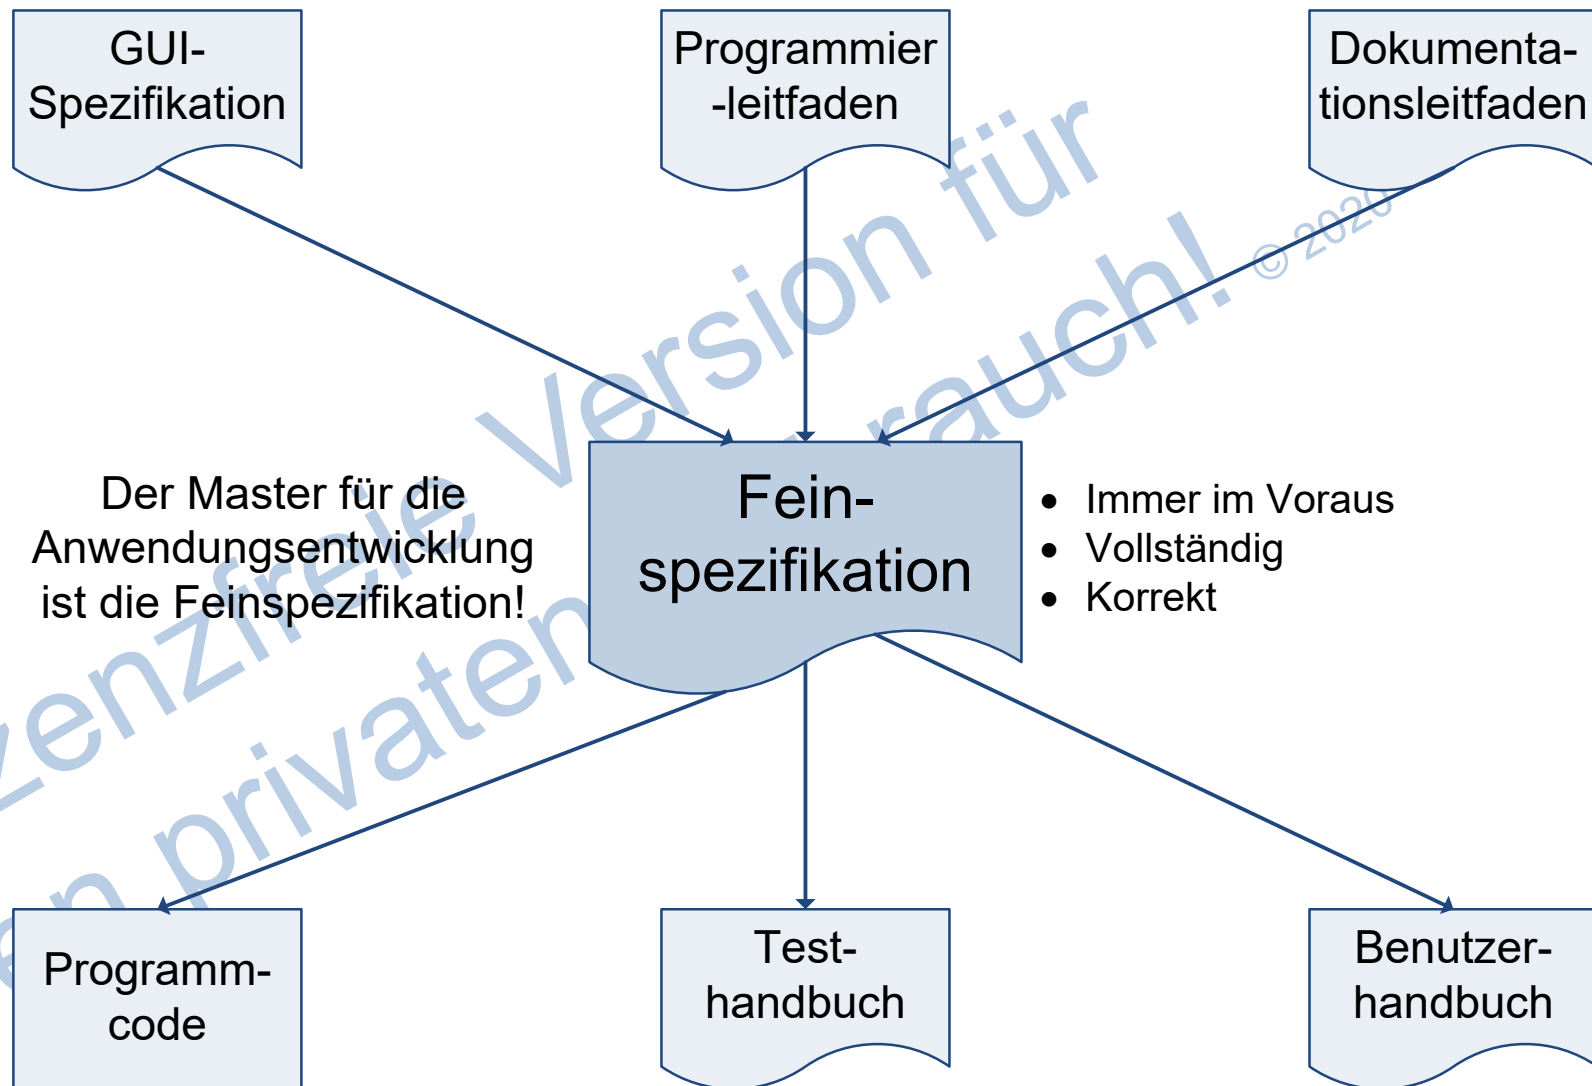 GUI-
Spezifikation
Programmier
-leitfaden
Dokumenta-
tionsleitfaden
Version für
rauch!
© 2020
Der Master für die
Anwendungsentwicklung
ist die Feinspezifikation!
Fein-
spezifikation
• Immer im Voraus
• Vollständig
• Korrekt
zenzfreie
privaten
Programm-
code
Test-
handbuch
Benutzer-
handbuch